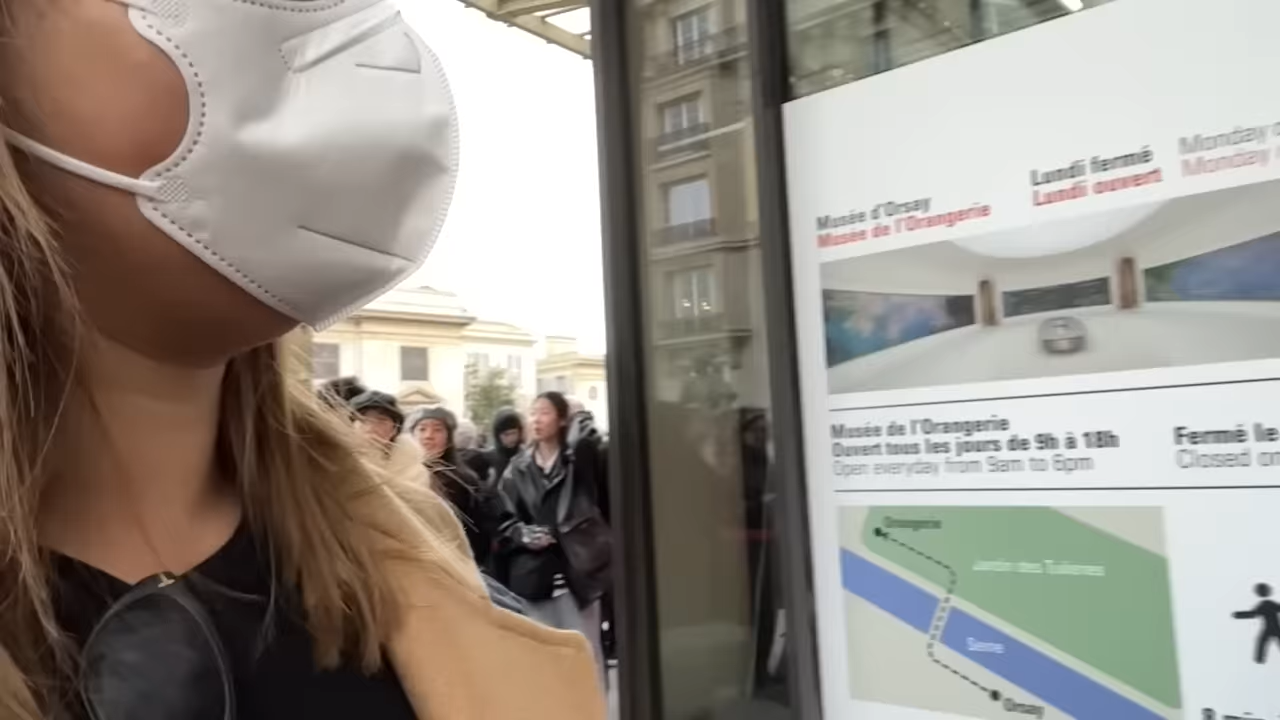 Musée d'Orsay
Musée de l'Orangerie
Lundi fermé
Lundi ouvert
Monday
Monday
Musée de l'Orangerie
Ouvert tous les jours de 9h à 18h
Open everyday from 9am to 6pm
Fermé le
Closed on
Orangerie
Jardin des Tuileries
Seine
Orsay